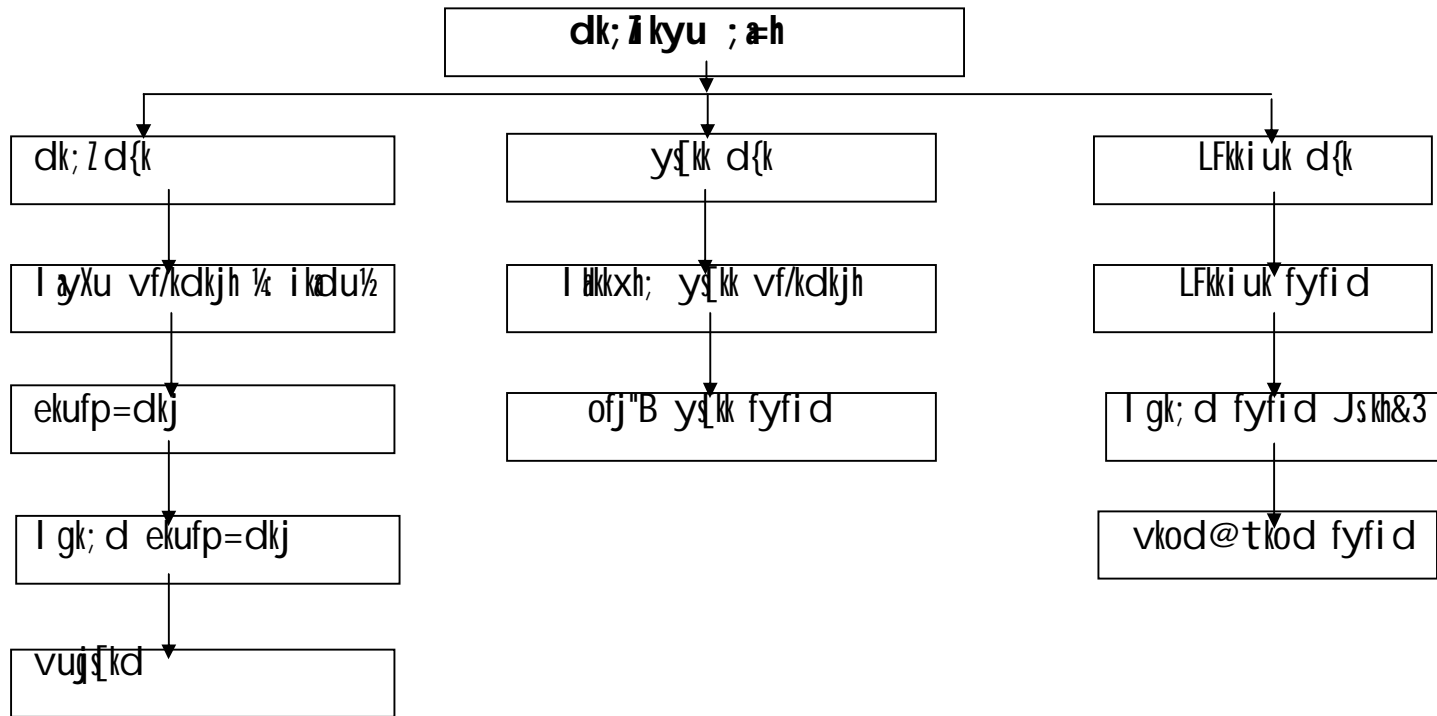 dk;Zikyu ;a=h
dk;Z d{k
ys[kk d{k
LFkkiuk d{k
I ayXu vf/kdkjh ¼: ikadu½
I aHkkxh; ys[kk vf/kdkjh
LFkkiuk fyfid
ekufp=dkj
ofj"B ys[kk fyfid
I gk;d fyfid Js.kh&3
I gk;d ekufp=dkj
vkod@tkod fyfid
vuqjs[kd